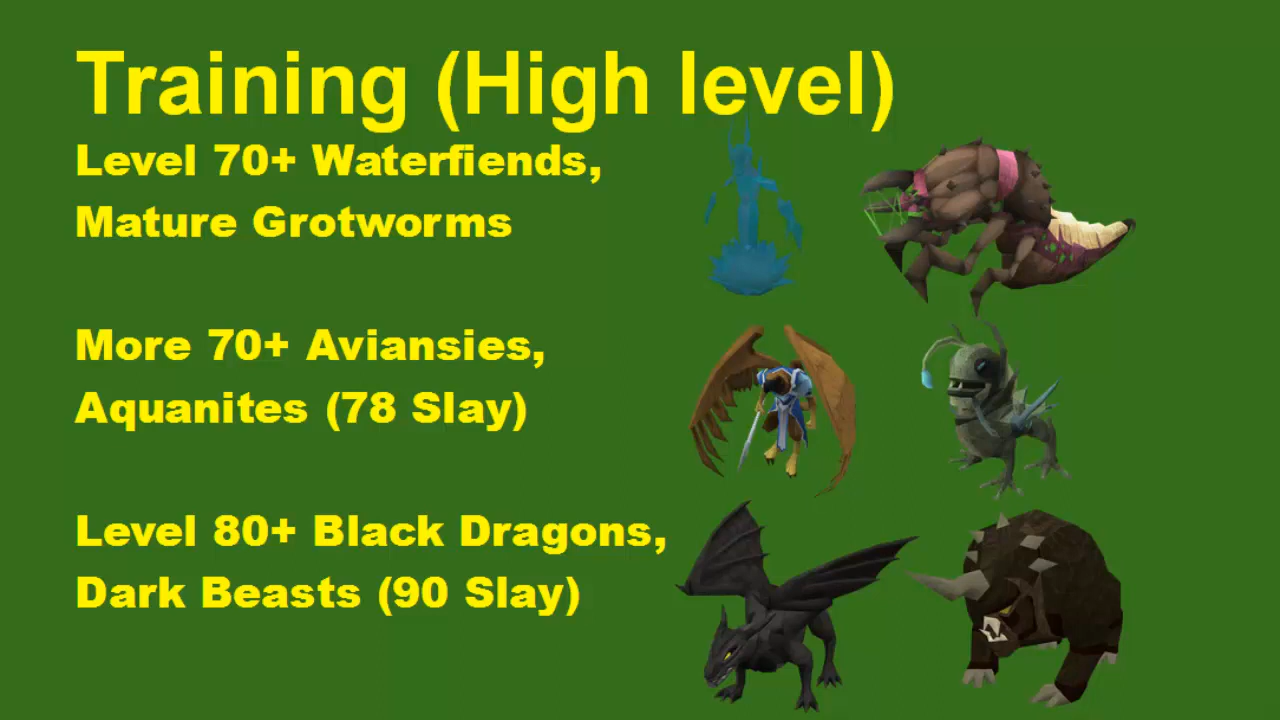 Training (High level)
Level 70+ Waterfiends,
Mature Grotworms
More 70+ Aviansies,
Aquanites (78 Slay)
Level 80+ Black Dragons,
Dark Beasts (90 Slay)